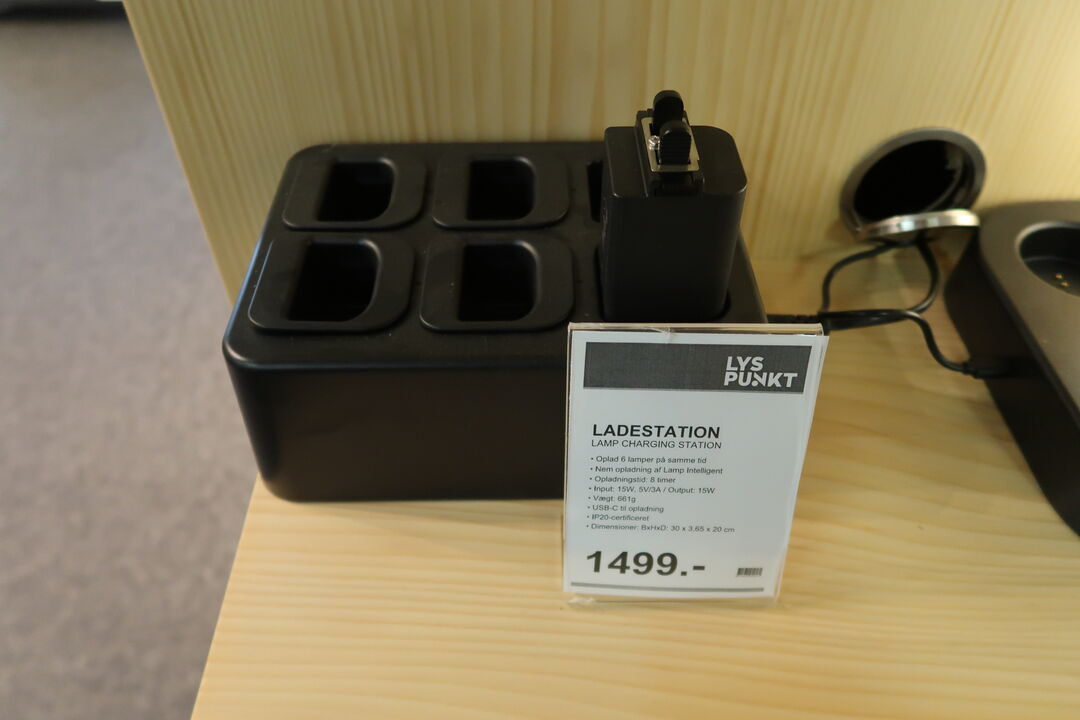 LYS
PUNKT
LADESTATION
LAMP CHARGING STATION
• Oplad 6 lamper på samme tid
• Nem opladning af Lamp Intelligent
• Opladningstid: 8 timer
• Input: 15W, 5V/3A / Output: 15W
• Vægt: 661g
• USB-C til opladning
• IP20-certificeret
• Dimensioner: BxHxD: 30 x 3,65 x 20 cm
1499.-